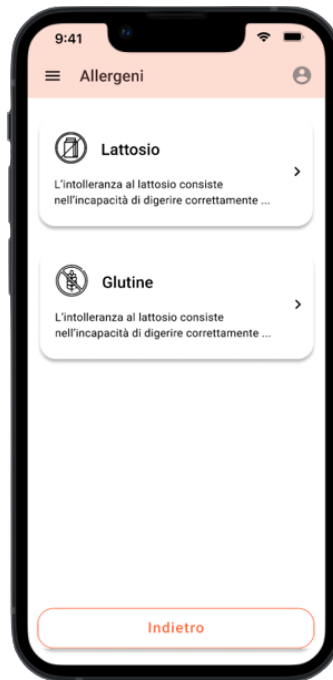 9:41
Allergeni
Lattosio
L'intolleranza al lattosio consiste
nell'incapacità di digerire correttamente ...
Glutine
L'intolleranza al lattosio consiste
nell'incapacità di digerire correttamente ...
Indietro